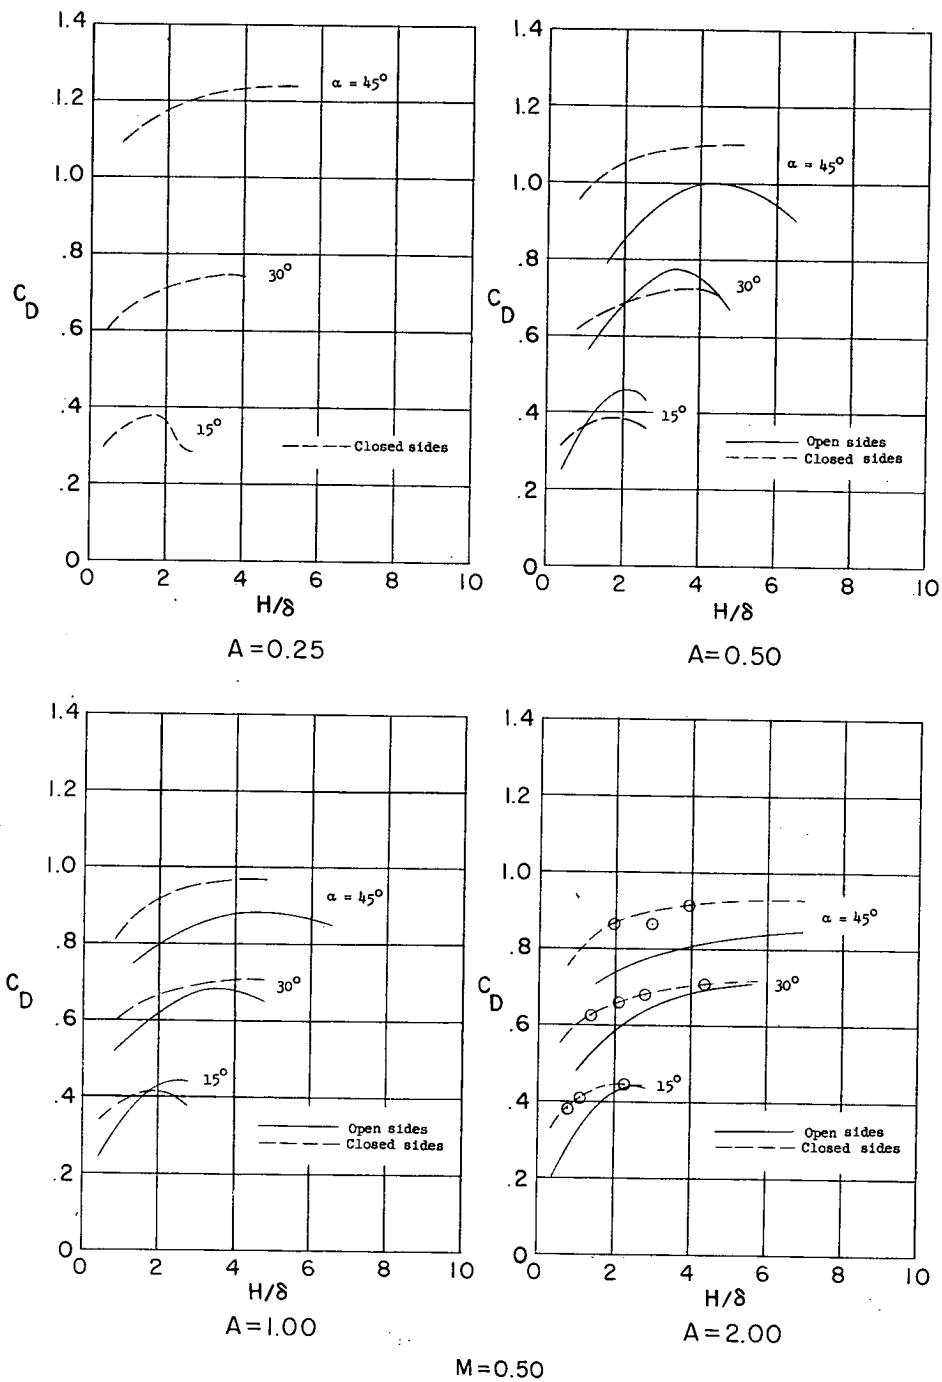 1.4
1.2
1.0
.8
.6
.4
.2
0
C_D
α = 45°
30°
15°
Closed sides
0 2 4 6 8 10
H/δ
A=0.25
1.4
1.2
1.0
.8
.6
.4
.2
0
C_D
α = 45°
30°
15°
Open sides
Closed sides
0 2 4 6 8 10
H/δ
A=0.50
1.4
1.2
1.0
.8
.6
.4
.2
0
C_D
α = 45°
30°
15°
Open sides
Closed sides
0 2 4 6 8 10
H/δ
A=1.00
1.4
1.2
1.0
.8
.6
.4
.2
0
C_D
α = 45°
30°
15°
Open sides
Closed sides
0 2 4 6 8 10
H/δ
A=2.00
M=0.50